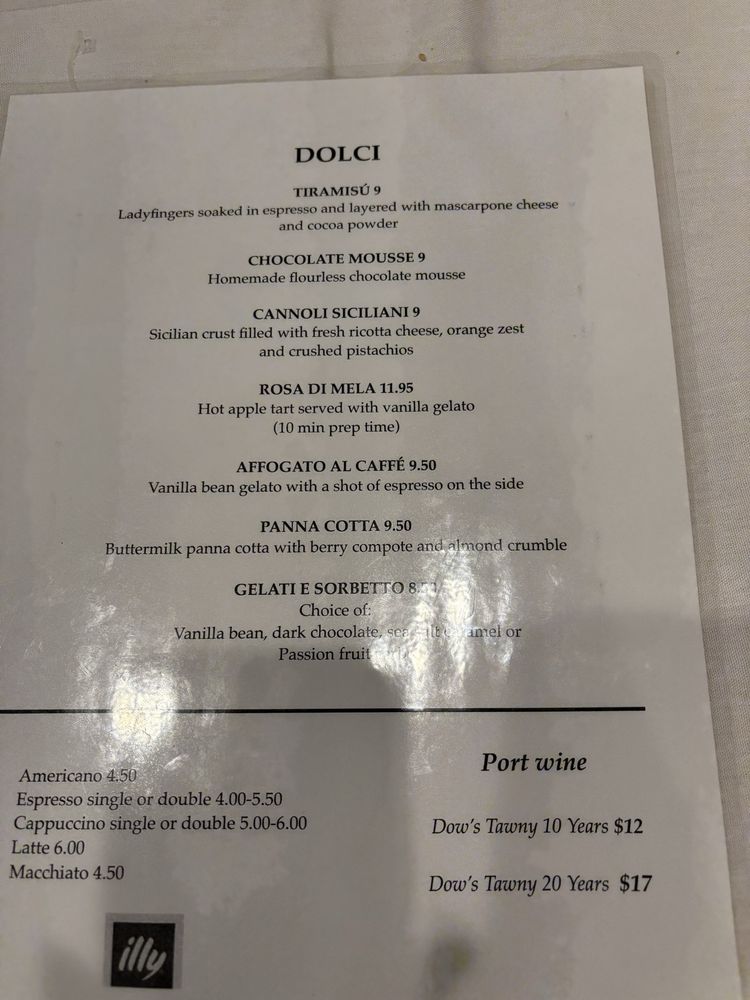 DOLCI
TIRAMISÚ 9
Ladyfingers soaked in espresso and layered with mascarpone cheese
and cocoa powder
CHOCOLATE MOUSSE 9
Homemade flourless chocolate mousse
CANNOLI SICILIANI 9
Sicilian crust filled with fresh ricotta cheese, orange zest
and crushed pistachios
ROSA DI MELA 11.95
Hot apple tart served with vanilla gelato
(10 min prep time)
AFFOGATO AL CAFFÉ 9.50
Vanilla bean gelato with a shot of espresso on the side
PANNA COTTA 9.50
Buttermilk panna cotta with berry compote and almond crumble
GELATI E SORBETTO
Choice of:
Vanilla bean, dark chocolate, or
Passion fruit
Americano 4.50
Espresso single or double 4.00-5.50
Cappuccino single or double 5.00-6.00
Latte 6.00
Macchiato 4.50
illy
Port wine
Dow's Tawny 10 Years $12
Dow's Tawny 20 Years $17